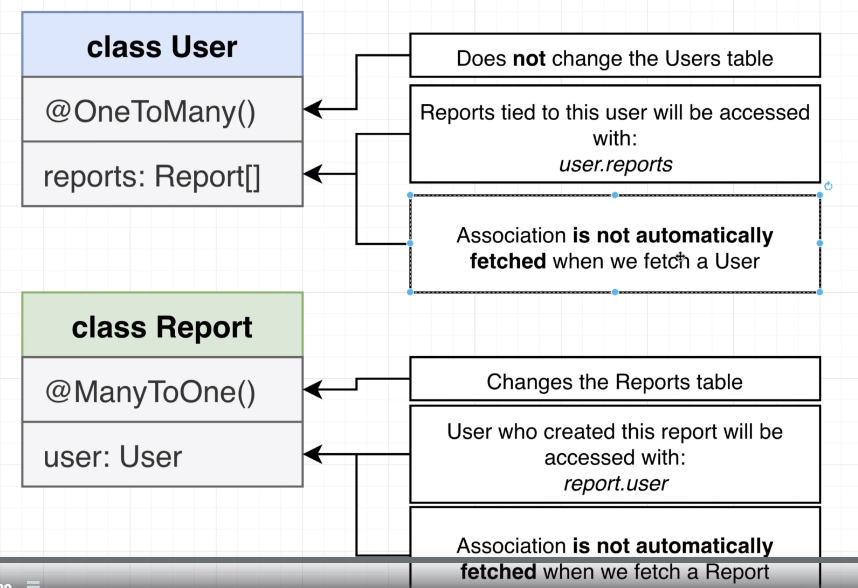 class User
@OneToMany()
reports: Report[]
Does not change the Users table
Reports tied to this user will be accessed
with:
user.reports
Association is not automatically
fetched when we fetch a User
class Report
@ManyToOne()
user: User
Changes the Reports table
User who created this report will be
accessed with:
report.user
Association is not automatically
fetched when we fetch a Report